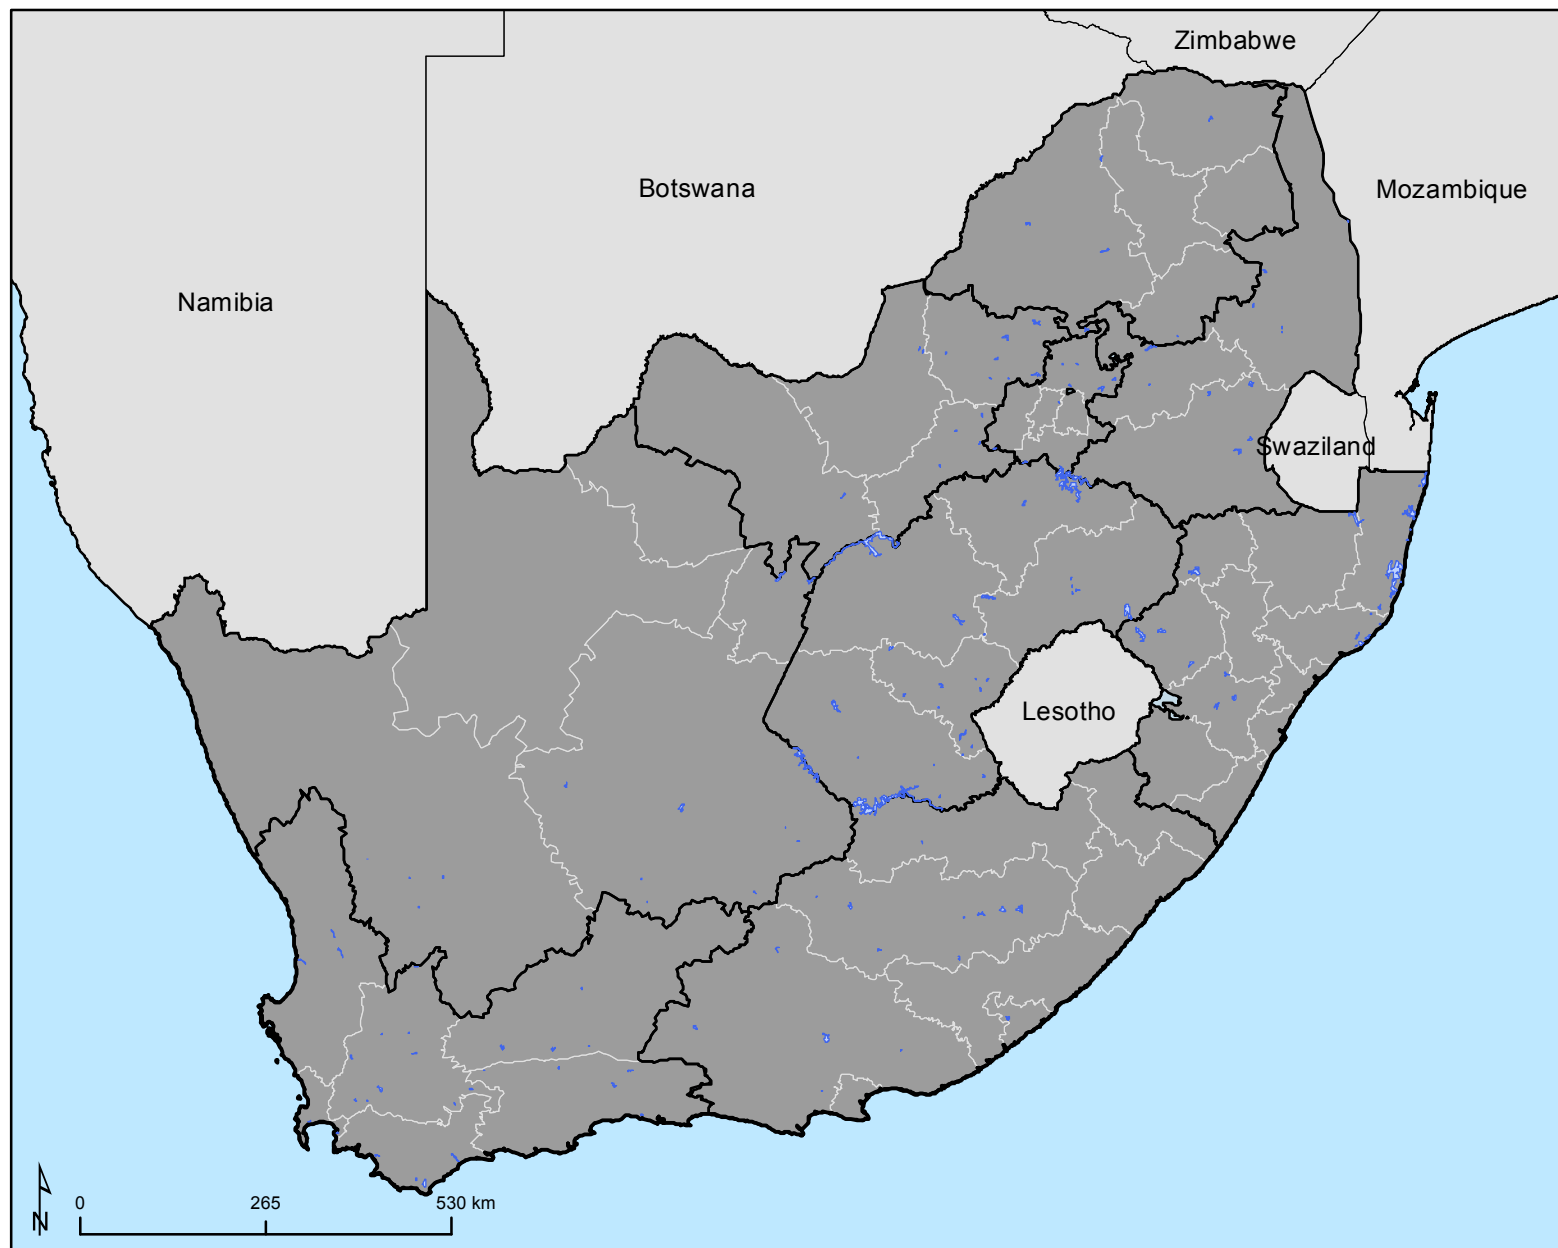 Zimbabwe
Botswana
Mozambique
Namibia
Swaziland
Lesotho
0 265 530 km
N